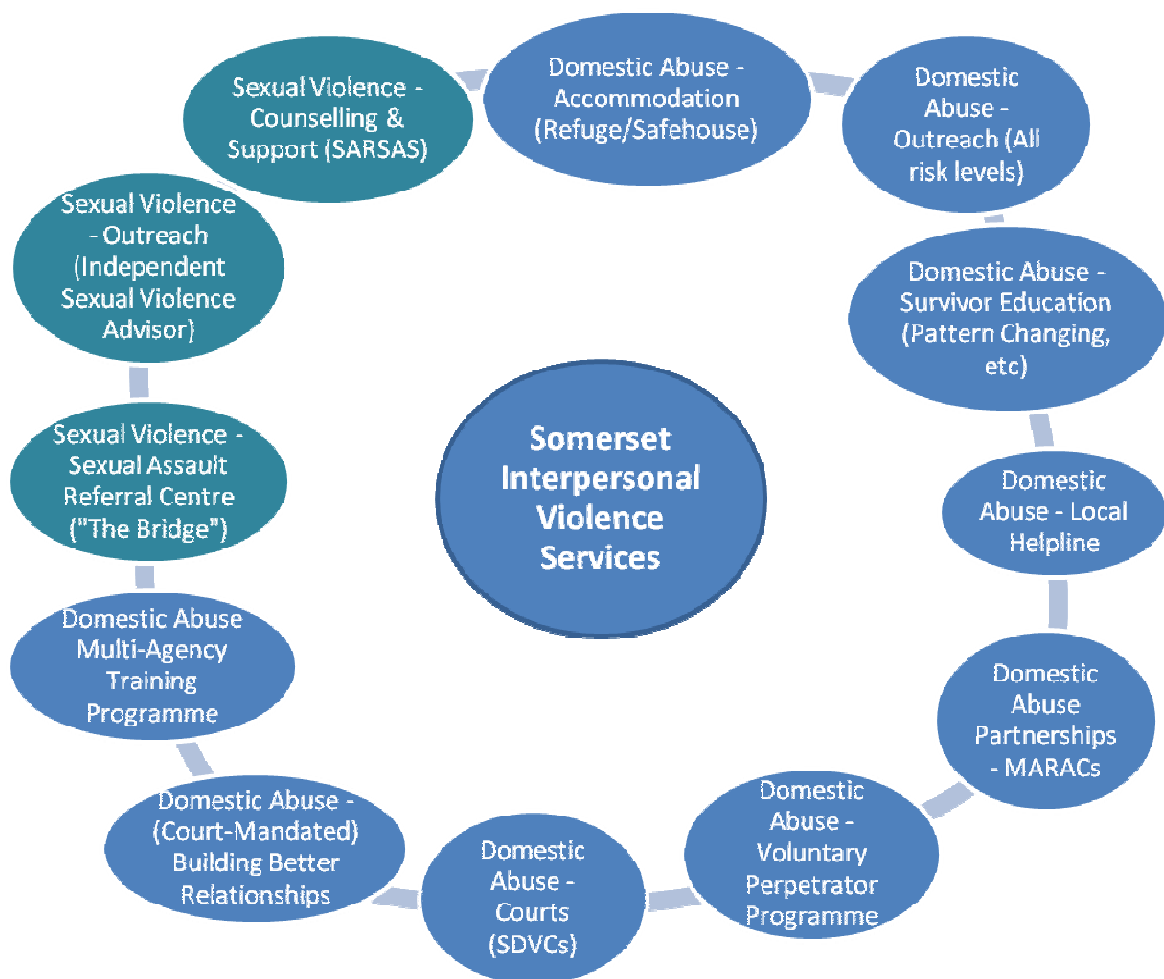 Domestic Abuse -
Accommodation
(Refuge/Safehouse)
Domestic
Abuse -
Outreach (All
risk levels)
Domestic Abuse -
Survivor Education
(Pattern Changing,
etc)
Domestic
Abuse - Local
Helpline
Domestic
Abuse
Partnerships
- MARACs
Domestic
Abuse -
Voluntary
Perpetrator
Programme
Domestic
Abuse -
Courts
(SDVCs)
Domestic Abuse -
(Court-Mandated)
Building Better
Relationships
Domestic Abuse
Multi-Agency
Training
Programme
Sexual Violence -
Sexual Assault
Referral Centre
("The Bridge")
Sexual Violence
- Outreach
(Independent
Sexual Violence
Advisor)
Sexual Violence -
Counselling &
Support (SARSAS)
Somerset
Interpersonal
Violence
Services